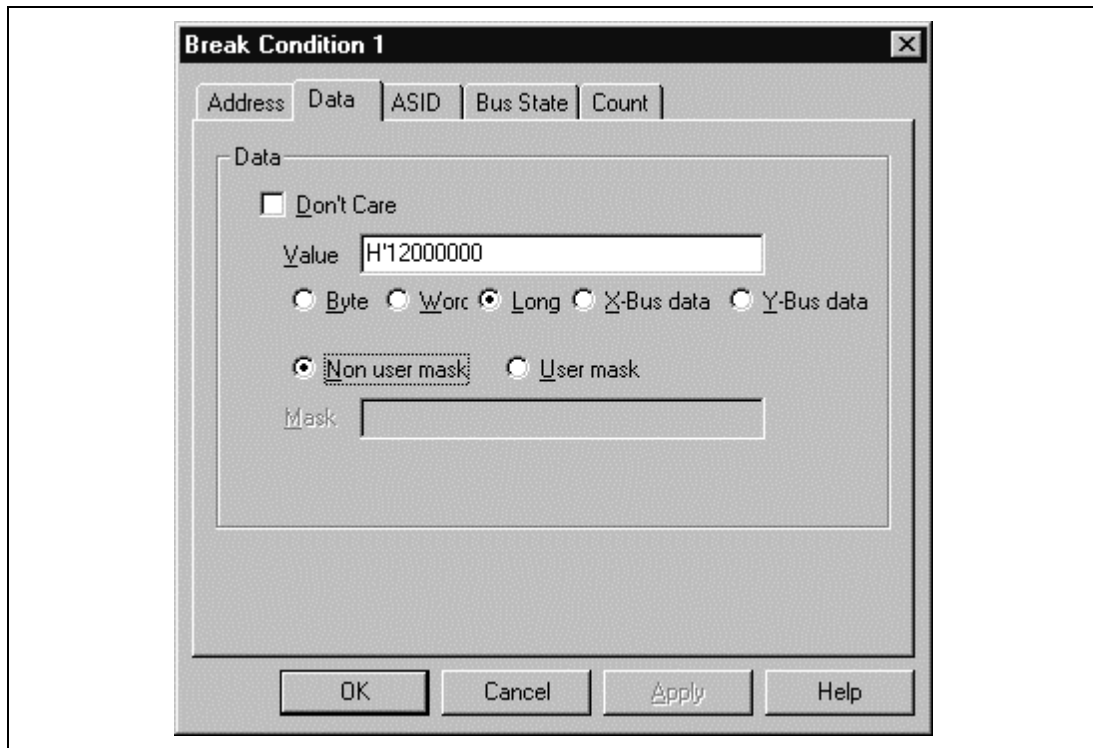 Break Condition 1
Address Data ASID Bus State Count
Data
Don't Care
Value H'12000000
Byte Worc Long X-Bus data Y-Bus data
Non user mask User mask
Mask
OK Cancel Apply Help